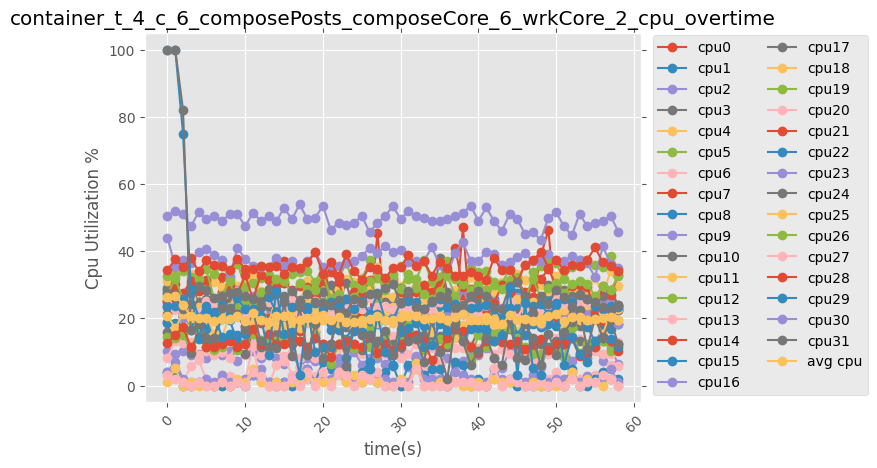 container_t_4_c_6_composePosts_composeCore_6_wrkCore_2_cpu_overtime
100
80
60
40
20
0
Cpu Utilization %
0
10
20
30
40
50
60
time(s)
cpu0
cpu1
cpu2
cpu3
cpu4
cpu5
cpu6
cpu7
cpu8
cpu9
cpu10
cpu11
cpu12
cpu13
cpu14
cpu15
cpu16
cpu17
cpu18
cpu19
cpu20
cpu21
cpu22
cpu23
cpu24
cpu25
cpu26
cpu27
cpu28
cpu29
cpu30
cpu31
avg cpu